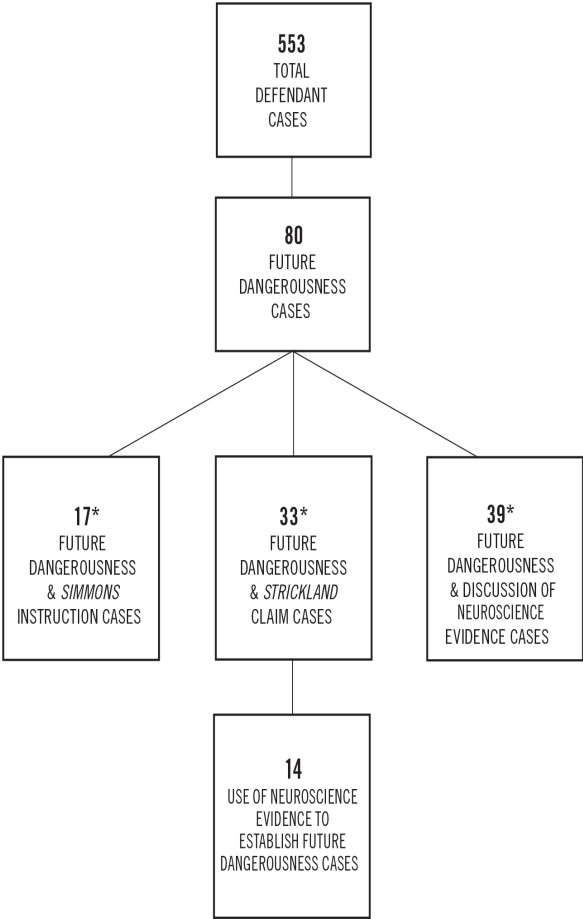 553
TOTAL
DEFENDANT
CASES
80
FUTURE
DANGEROUSNESS
CASES
17*
FUTURE
DANGEROUSNESS
& SIMMONS
INSTRUCTION CASES
33*
FUTURE
DANGEROUSNESS
& STRICKLAND
CLAIM CASES
39*
FUTURE
DANGEROUSNESS
& DISCUSSION OF
NEUROSCIENCE
EVIDENCE CASES
14
USE OF NEUROSCIENCE
EVIDENCE TO
ESTABLISH FUTURE
DANGEROUSNESS CASES